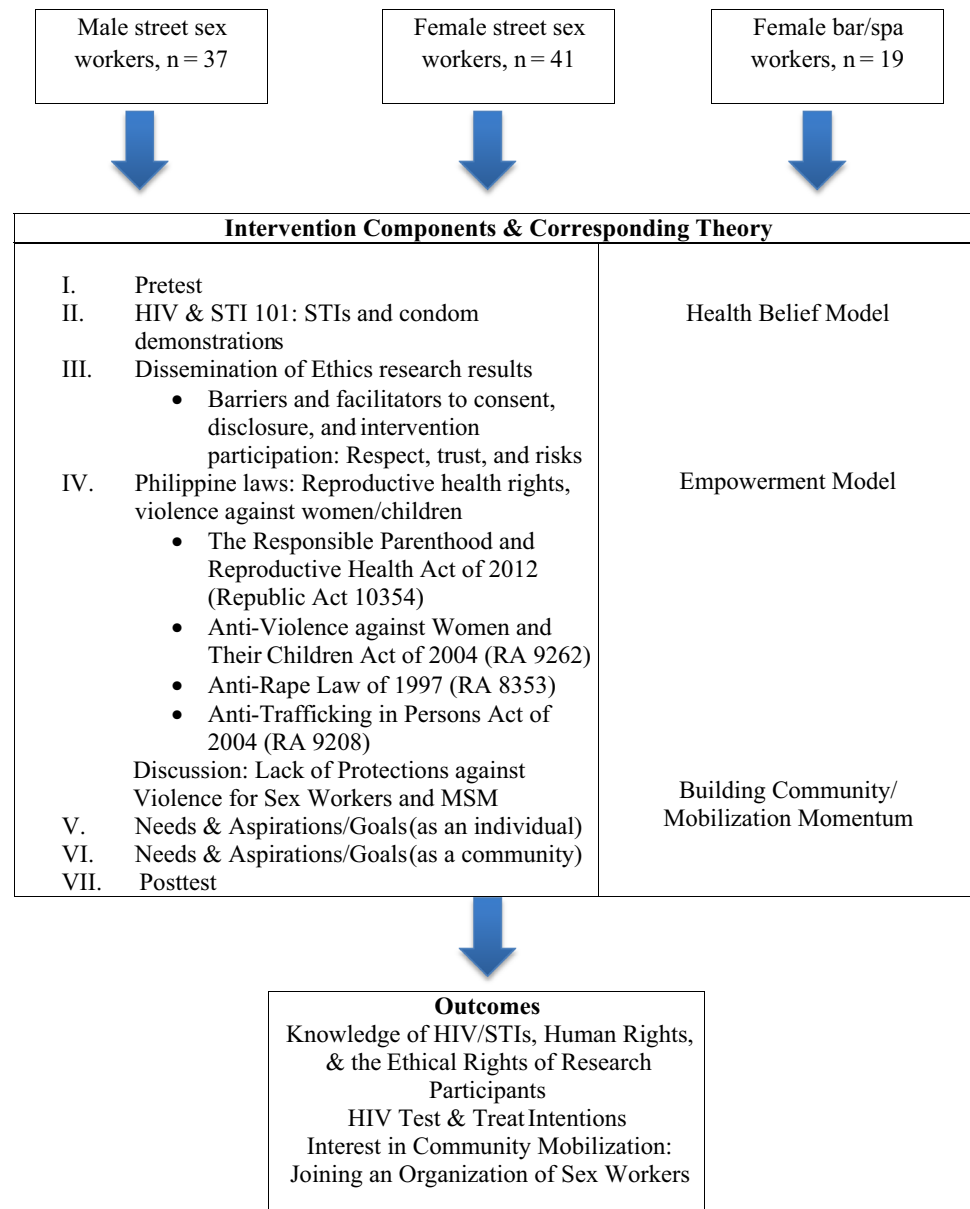 Male street sex
workers, n = 37
Female street sex
workers, n = 41
Female bar/spa
workers, n = 19
Intervention Components & Corresponding Theory
I. Pretest
II. HIV & STI 101: STIs and condom
demonstrations
Health Belief Model
III. Dissemination of Ethics research results
• Barriers and facilitators to consent,
disclosure, and intervention
participation: Respect, trust, and risks
IV. Philippine laws: Reproductive health rights,
violence against women/children
Empowerment Model
• The Responsible Parenthood and
Reproductive Health Act of 2012
(Republic Act 10354)
• Anti-Violence against Women and
Their Children Act of 2004 (RA 9262)
• Anti-Rape Law of 1997 (RA 8353)
• Anti-Trafficking in Persons Act of
2004 (RA 9208)
Discussion: Lack of Protections against
Violence for Sex Workers and MSM
Building Community/
Mobilization Momentum
V. Needs & Aspirations/Goals (as an individual)
VI. Needs & Aspirations/Goals (as a community)
VII. Posttest
Outcomes
Knowledge of HIV/STIs, Human Rights,
& the Ethical Rights of Research
Participants
HIV Test & Treat Intentions
Interest in Community Mobilization:
Joining an Organization of Sex Workers